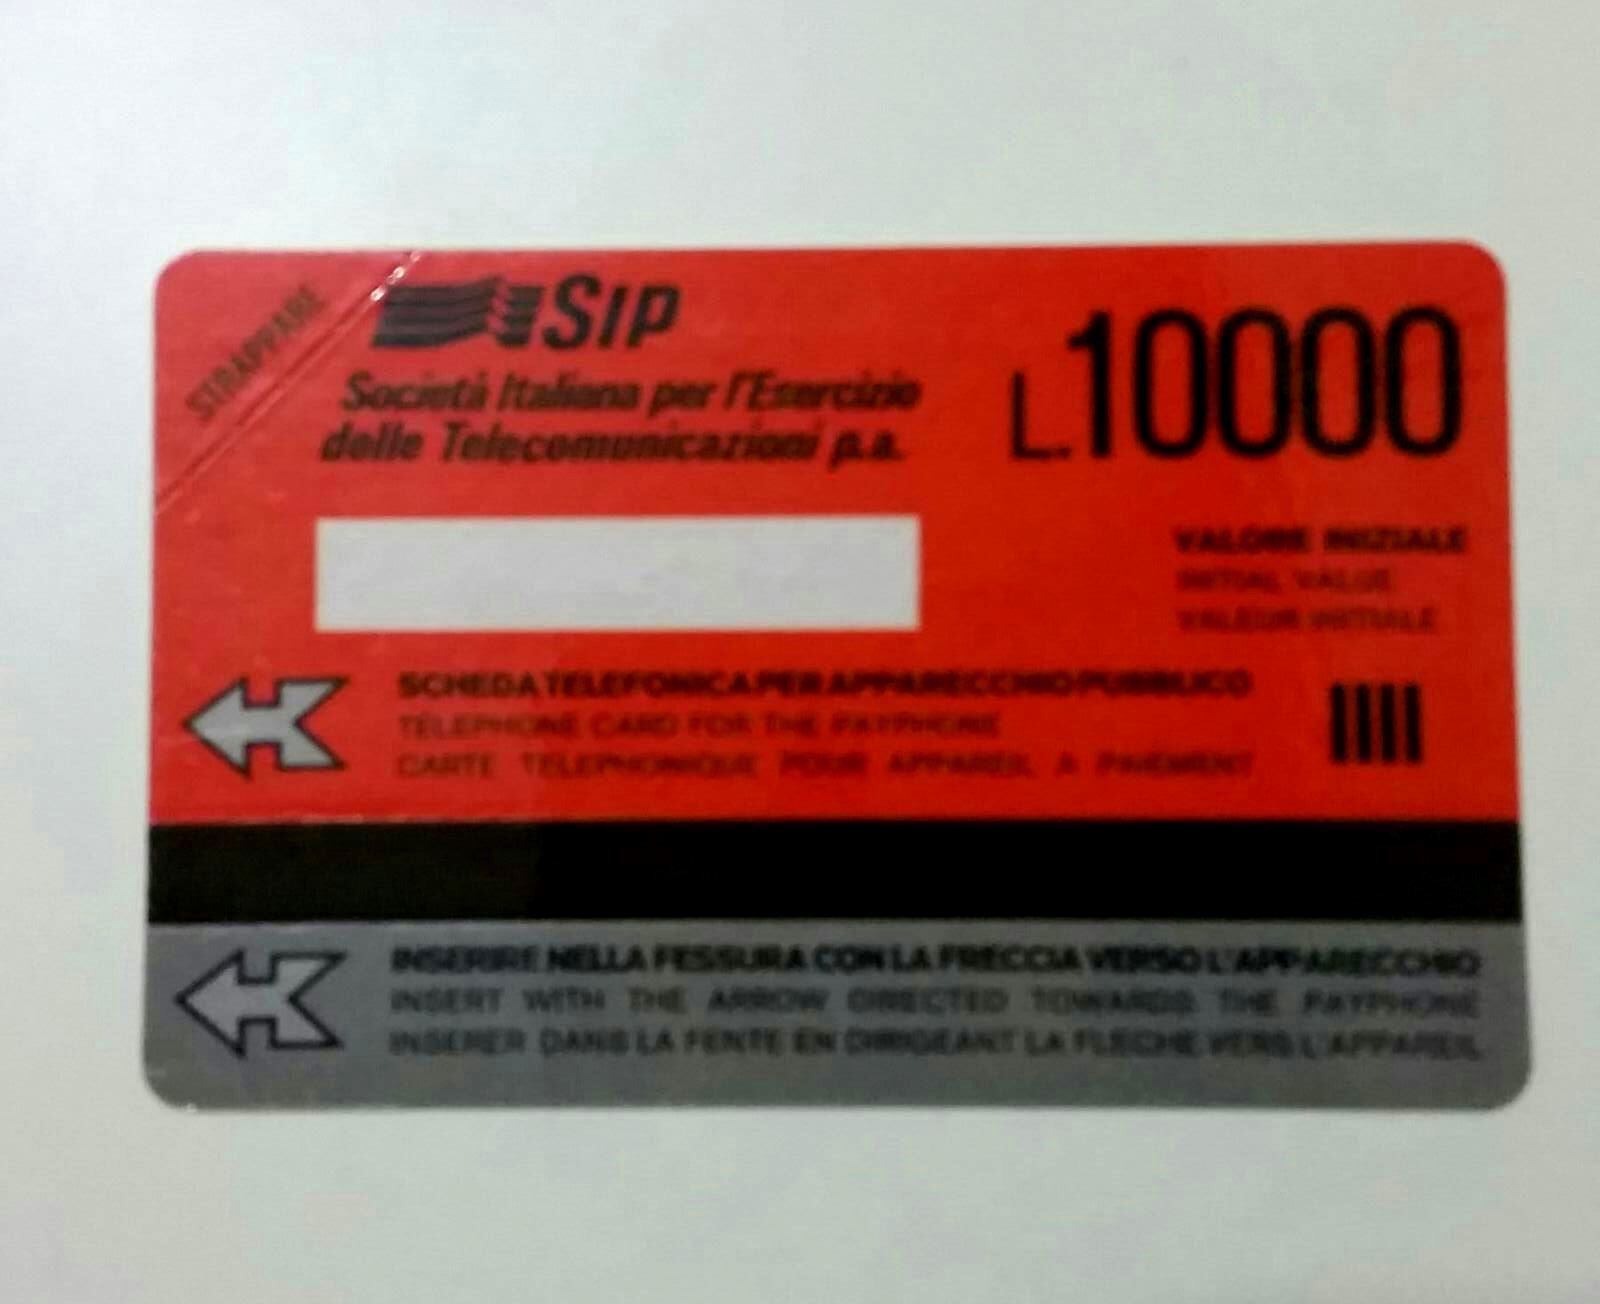 STRAPPARE
SIP
Società Italiana per l'Esercizio
delle Telecomunicazioni p.a.
L.10000
VALORE INIZIALE
INITIAL VALUE
VALEUR INITIALE
SCHEDA TELEFONICA PER APPARECCHIO PUBBLICO
TELEPHONE CARD FOR THE PAYPHONE
CARTE TELEPHONIQUE POUR APPAREIL A PAIEMENT
INSERIRE NELLA FESSURA CON LA FRECCIA VERSO L'APPARECCHIO
INSERT WITH THE ARROW DIRECTED TOWARDS THE PAYPHONE
INSERER DANS LA FENTE EN DIRIGEANT LA FLECHE VERS L'APPAREIL